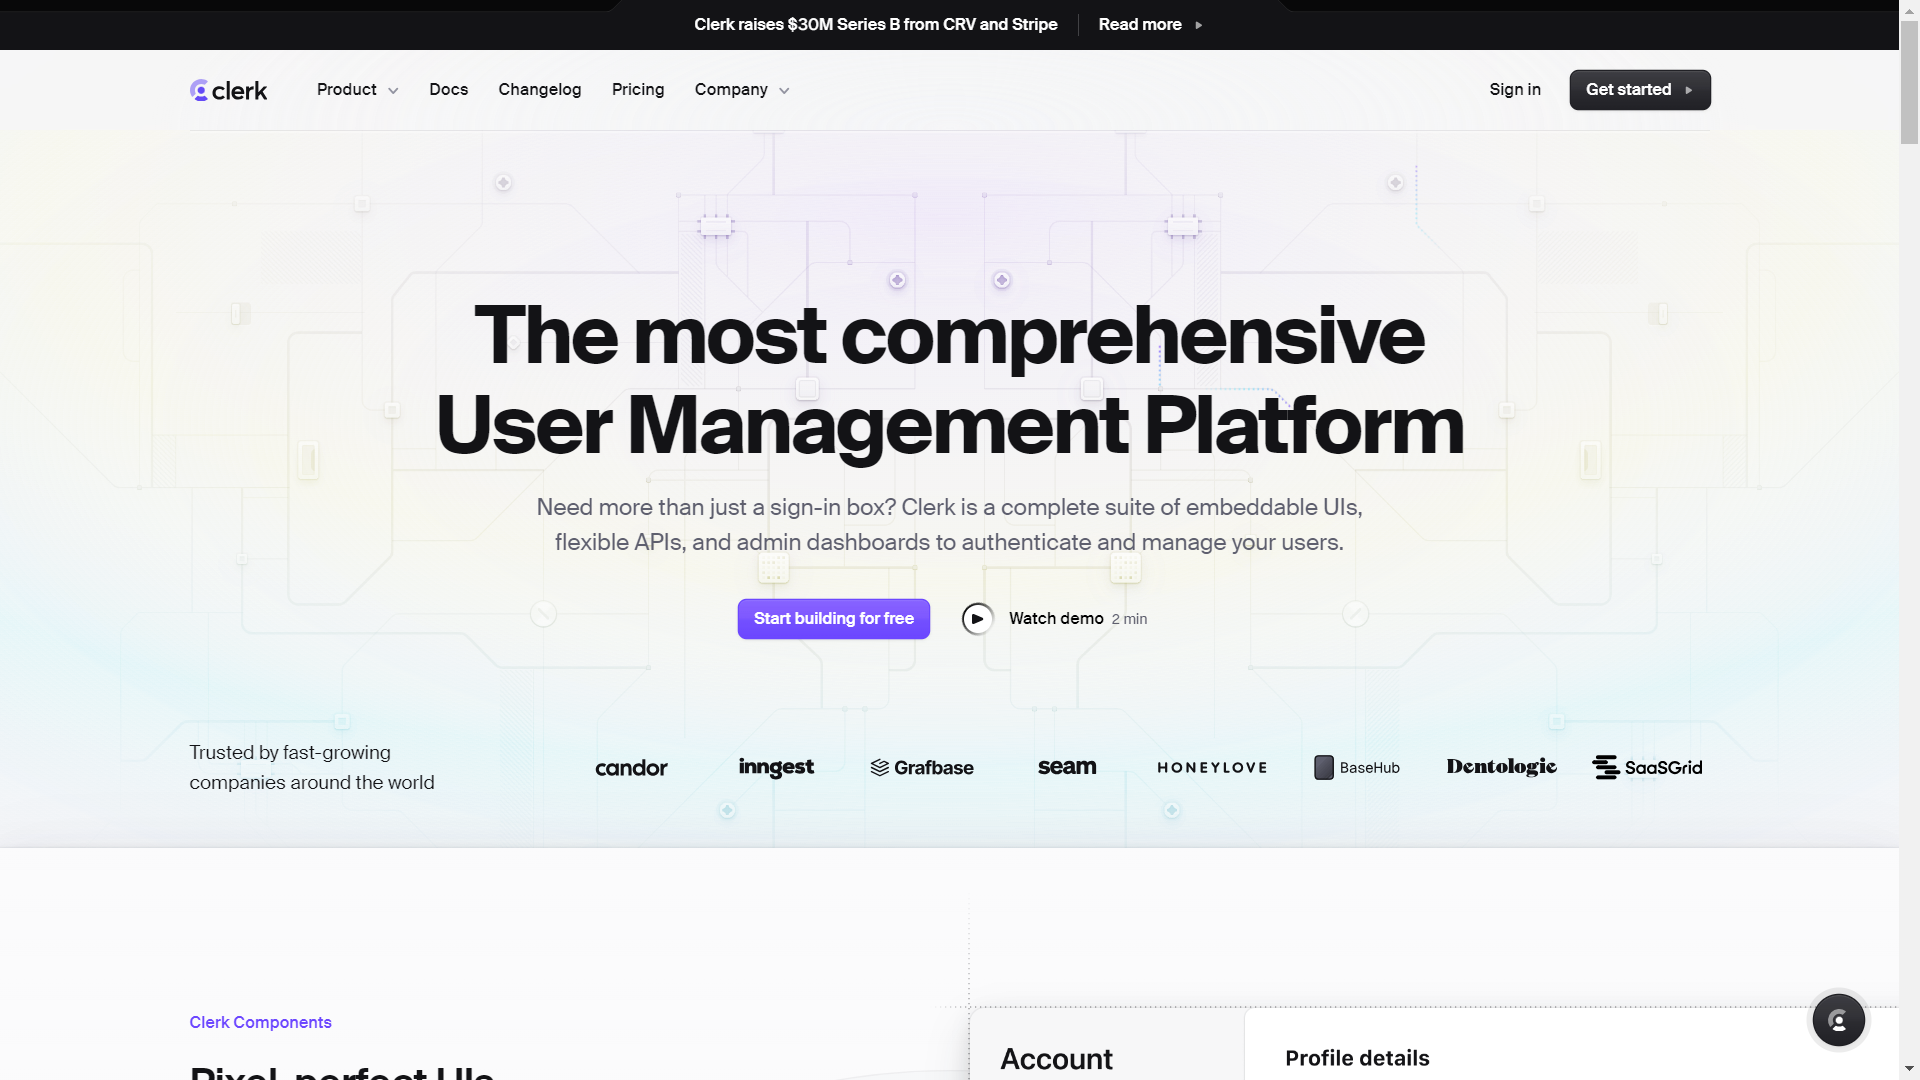 Clerk raises $30M Series B from CRV and Stripe
Read more
clerk
Product
Docs
Changelog
Pricing
Company
Sign in
Get started
The most comprehensive
User Management Platform
Need more than just a sign-in box? Clerk is a complete suite of embeddable UIs,
flexible APIs, and admin dashboards to authenticate and manage your users.
Start building for free
Watch demo 2 min
Trusted by fast-growing
companies around the world
candor
inngest
Grafbase
seam
HONEYLOVE
BaseHub
Dentologie
SaaSGrid
Clerk Components
Pixel-perfect UIs
Account
Profile details